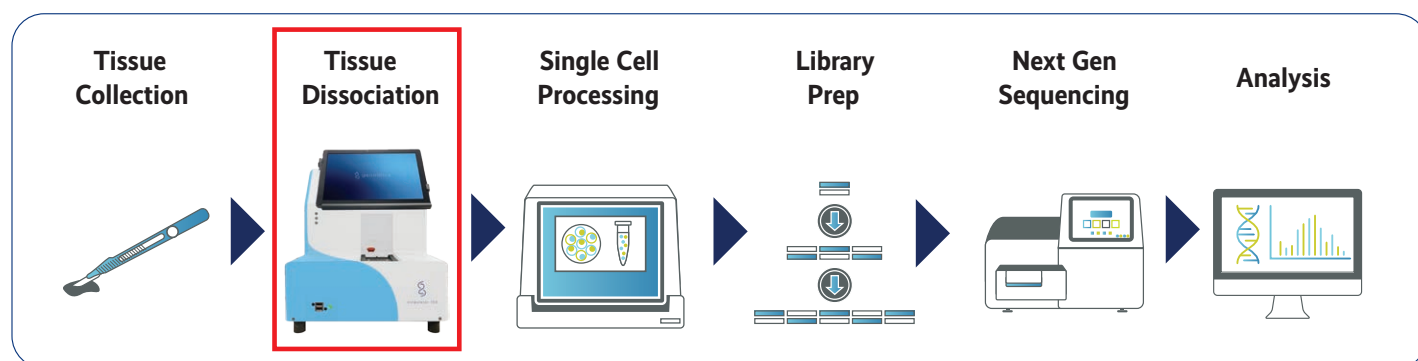 Tissue
Collection
Tissue
Dissociation
Single Cell
Processing
Library
Prep
Next Gen
Sequencing
Analysis